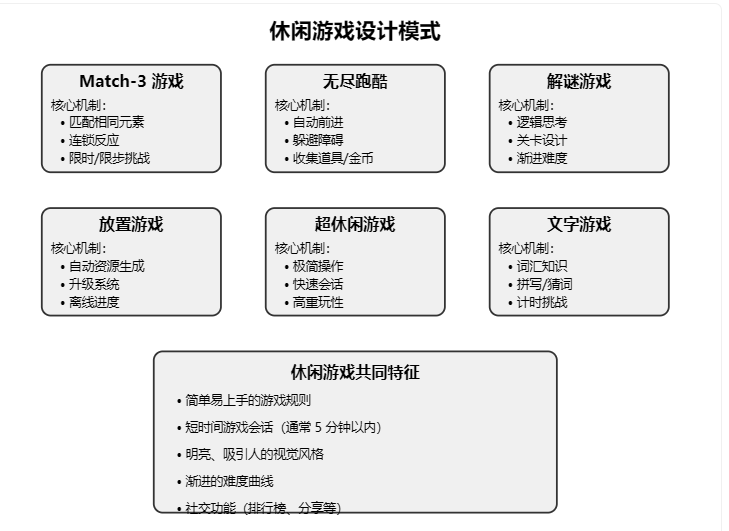 休闲游戏设计模式
Match-3 游戏
核心机制：
• 匹配相同元素
• 连锁反应
• 限时/限步挑战
无尽跑酷
核心机制：
• 自动前进
• 躲避障碍
• 收集道具/金币
解谜游戏
核心机制：
• 逻辑思考
• 关卡设计
• 渐进难度
放置游戏
核心机制：
• 自动资源生成
• 升级系统
• 离线进度
超休闲游戏
核心机制：
• 极简操作
• 快速会话
• 高重玩性
文字游戏
核心机制：
• 词汇知识
• 拼写/猜词
• 计时挑战
休闲游戏共同特征
• 简单易上手的游戏规则
• 短时间游戏会话（通常 5 分钟以内）
• 明亮、吸引人的视觉风格
• 渐进的难度曲线
• 社交功能（排行榜、分享等）